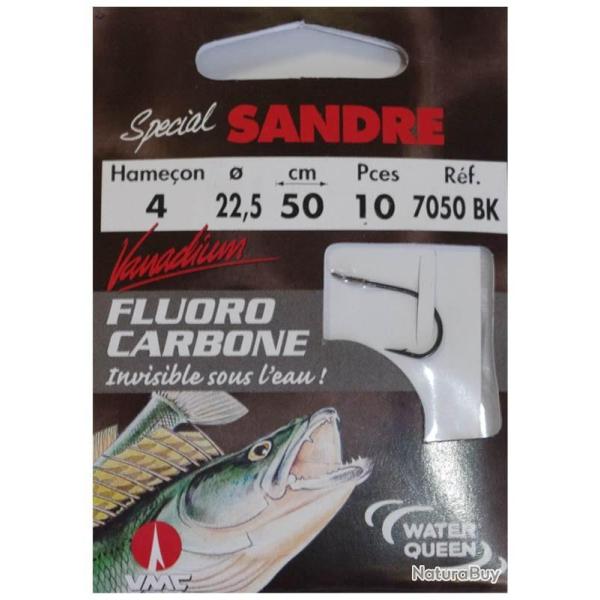 Special SANDRE
Hameçon ø cm Pces Réf.
4 22,5 50 10 7050 BK
Vanadium
FLUORO
CARBONE
Invisible sous l'eau !
VMC
WATER
QUEEN
NaturaBuy